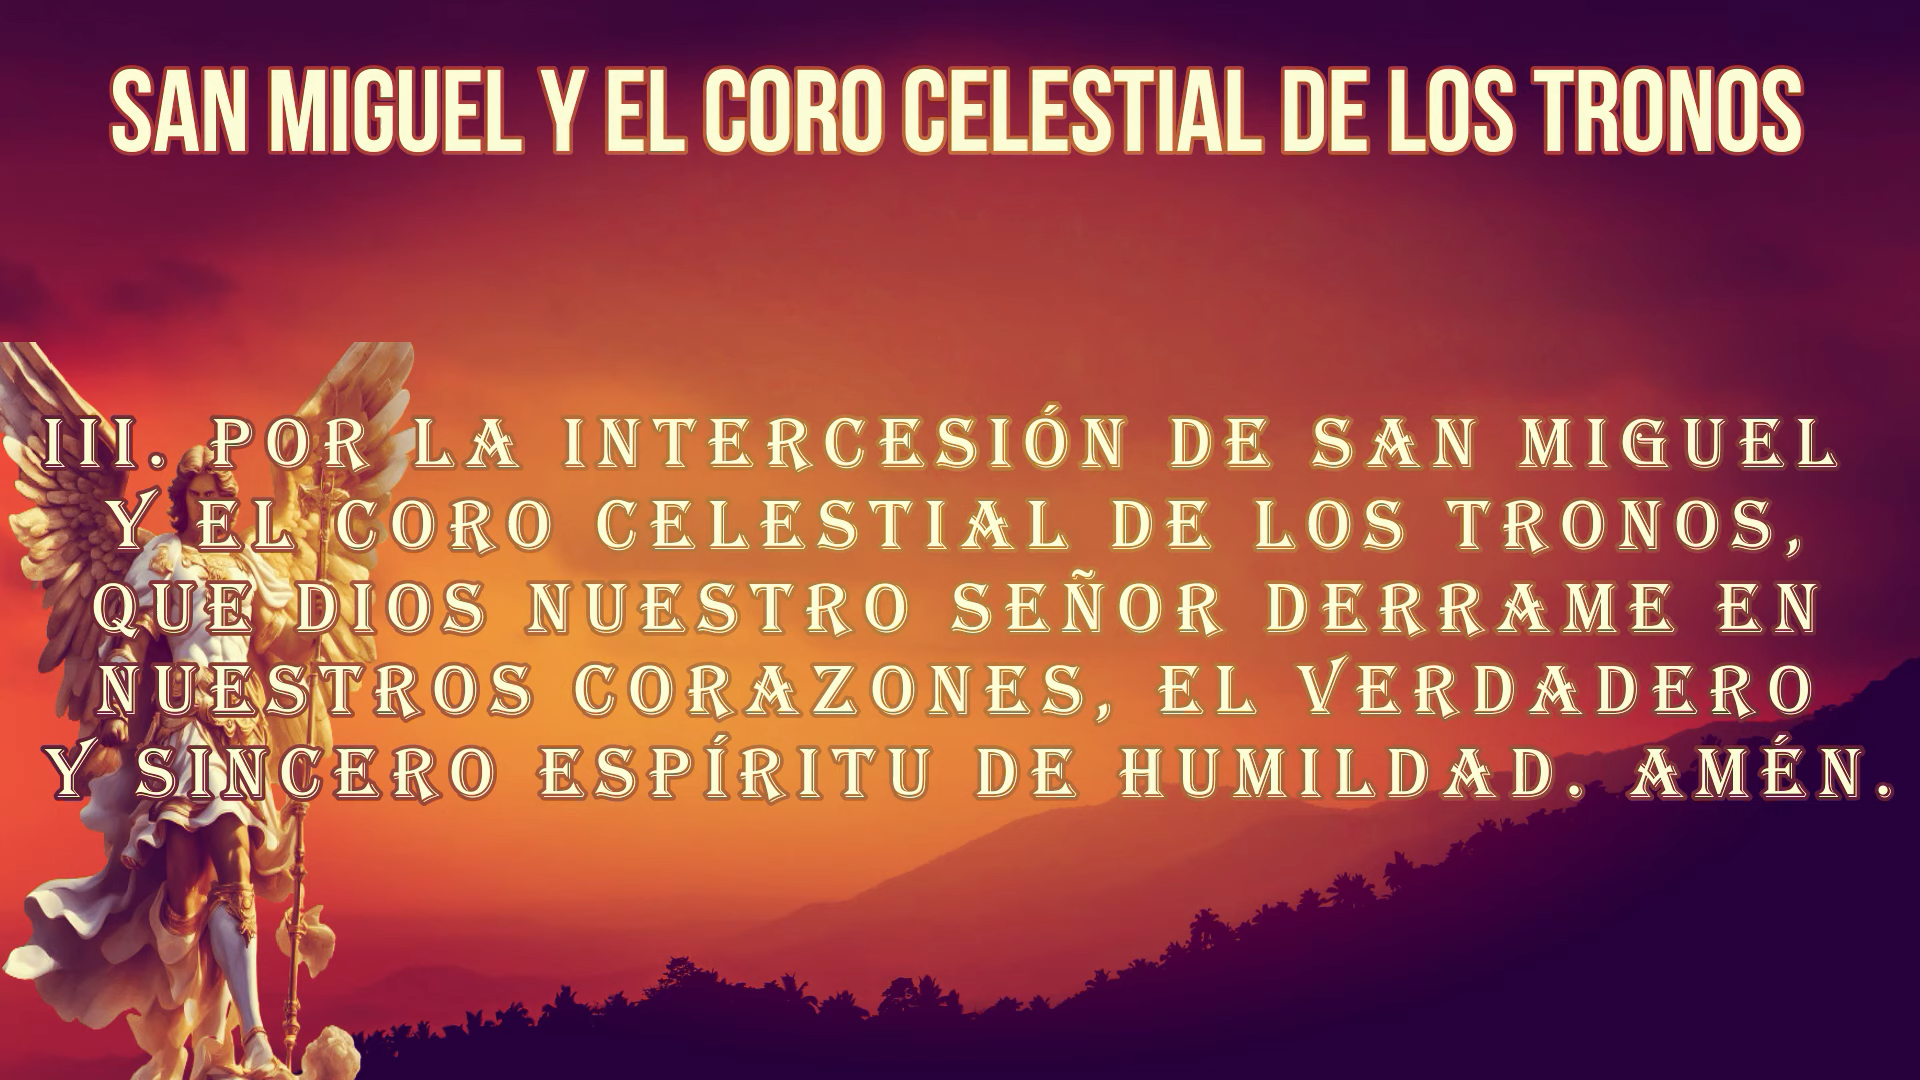 SAN MIGUEL Y EL CORO CELESTIAL DE LOS TRONOS
III. POR LA INTERCESIÓN DE SAN MIGUEL
Y EL CORO CELESTIAL DE LOS TRONOS,
QUE DIOS NUESTRO SEÑOR DERRAME EN
NUESTROS CORAZONES, EL VERDADERO
Y SINCERO ESPÍRITU DE HUMILDAD. AMÉN.